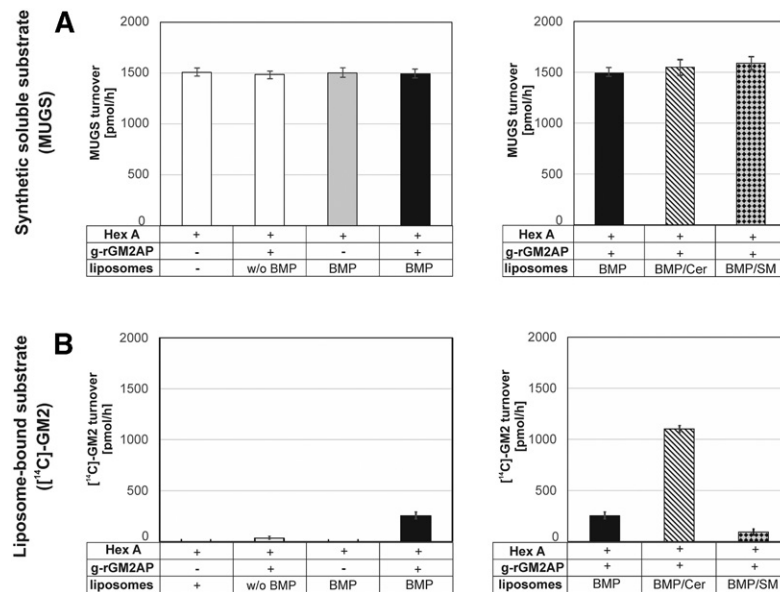 A
Synthetic soluble substrate
(MUGS)
MUGS turnover
[pmol/h]
2000
1500
1000
500
0
Hex A + + + +
g-rGM2AP - + - +
liposomes - w/o BMP BMP BMP
MUGS turnover
[pmol/h]
2000
1500
1000
500
0
Hex A + + +
g-rGM2AP + + +
liposomes BMP BMP/Cer BMP/SM
B
Liposome-bound substrate
([¹⁴C]-GM2)
[¹⁴C]-GM2 turnover
[pmol/h]
2000
1500
1000
500
0
Hex A + + + +
g-rGM2AP - + - +
liposomes + w/o BMP BMP BMP
[¹⁴C]-GM2 turnover
[pmol/h]
2000
1500
1000
500
0
Hex A + + +
g-rGM2AP + + +
liposomes BMP BMP/Cer BMP/SM